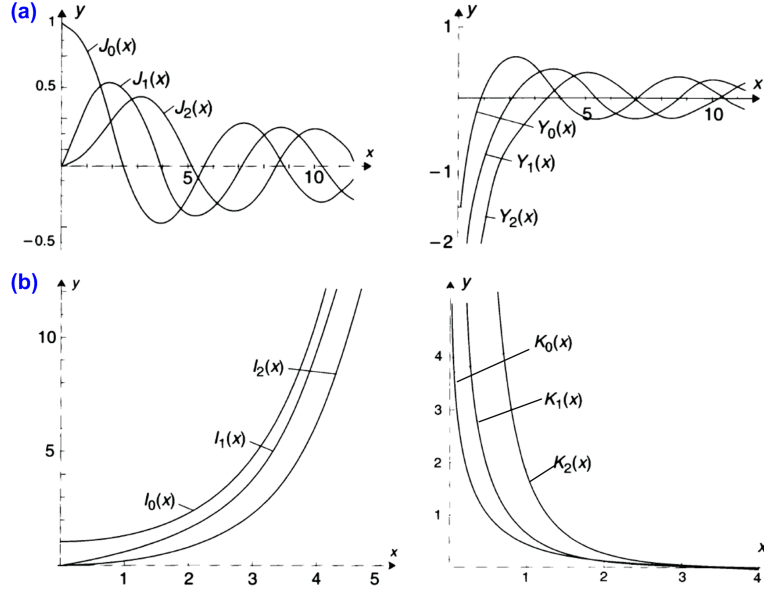 (a)
y
1
0.5
−0.5
J₀(x)
J₁(x)
J₂(x)
5
10
x
y
1
−1
−2
5
10
x
Y₀(x)
Y₁(x)
Y₂(x)
(b)
y
10
5
I₂(x)
I₁(x)
I₀(x)
1 2 3 4 5
x
y
4
3
2
1
K₀(x)
K₁(x)
K₂(x)
1 2 3 4
x